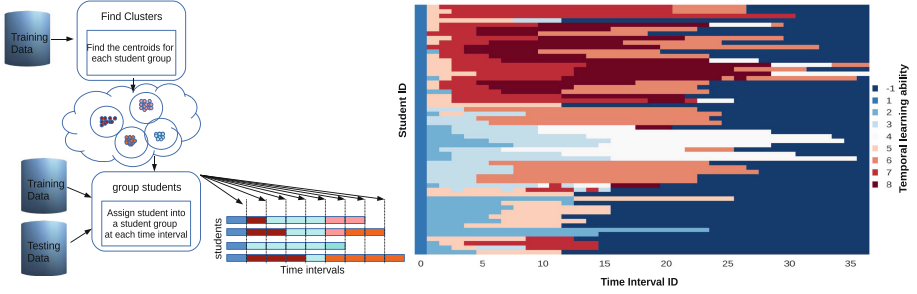 Find Clusters
Training
Data
Find the centroids for
each student group
Training
Data
group students
Assign student into
a student group
at each time interval
Testing
Data
students
Time intervals
Student ID
0
5
10
15
20
25
30
35
Time Interval ID
-1
1
2
3
4
5
6
7
8
Temporal learning ability